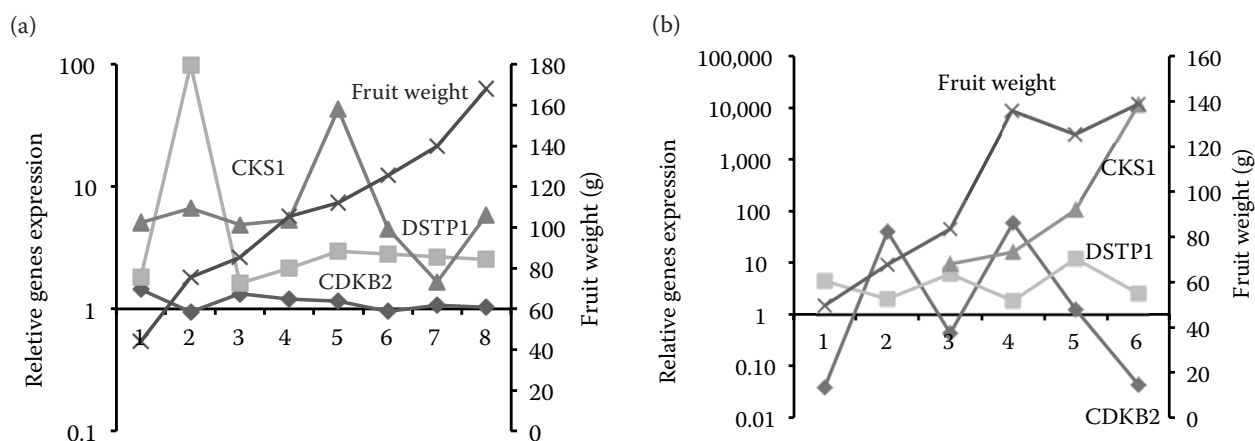 (a)
Reletive genes expression
100
10
1
0.1
1 2 3 4 5 6 7 8
Fruit weight
CKS1
DSTP1
CDKB2
180
160
140
120
100
80
60
40
20
0
Fruit weight (g)
(b)
Relative genes expression
100,000
10,000
1,000
100
10
1
0.10
0.01
1 2 3 4 5 6
Fruit weight
CKS1
DSTP1
CDKB2
160
140
120
100
80
60
40
20
0
Fruit weight (g)